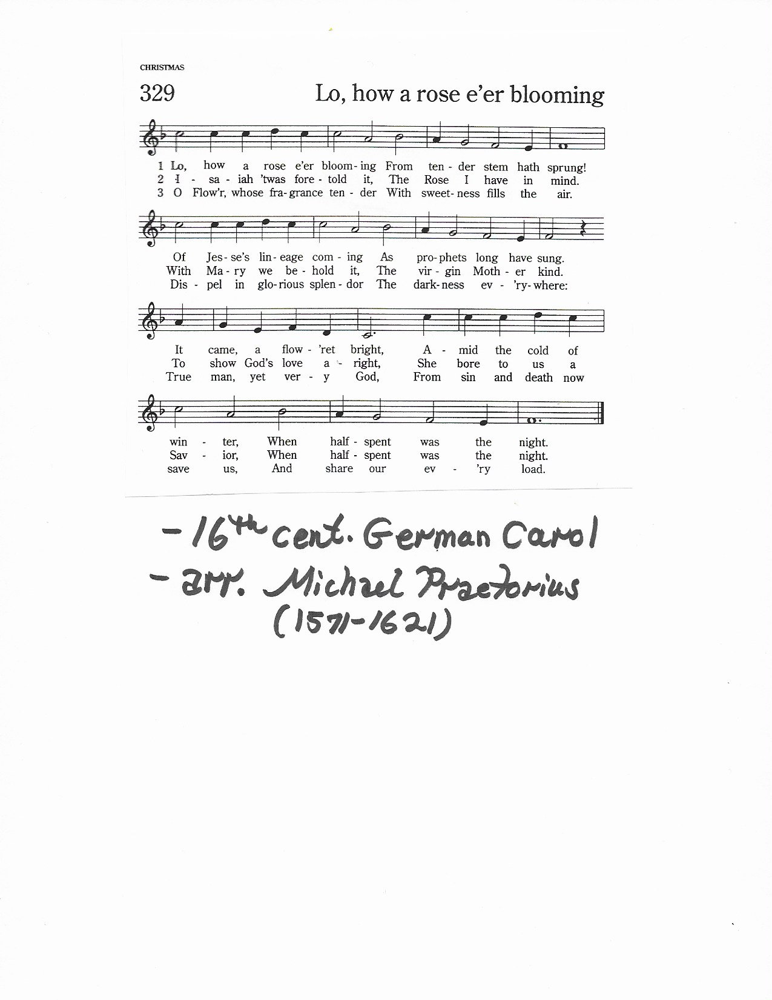 CHRISTMAS
329 Lo, how a rose e'er blooming
1 Lo, how a rose e'er bloom- ing From ten - der stem hath sprung!
2 I - sa - iah 'twas fore - told it, The Rose I have in mind.
3 O Flow'r, whose fra- grance ten - der With sweet- ness fills the air.
Of Jes- se's lin- eage com - ing As pro- phets long have sung.
With Ma - ry we be - hold it, The vir - gin Moth - er kind.
Dis - pel in glo- rious splen - dor The dark- ness ev - 'ry- where:
It came, a flow - 'ret bright, A - mid the cold of
To show God's love a - right, She bore to us a
True man, yet ver - y God, From sin and death now
win - ter, When half - spent was the night.
Sav - ior, When half - spent was the night.
save us, And share our ev - 'ry load.
- 16th cent. German Carol
- arr. Michael Praetorius
(1571-1621)